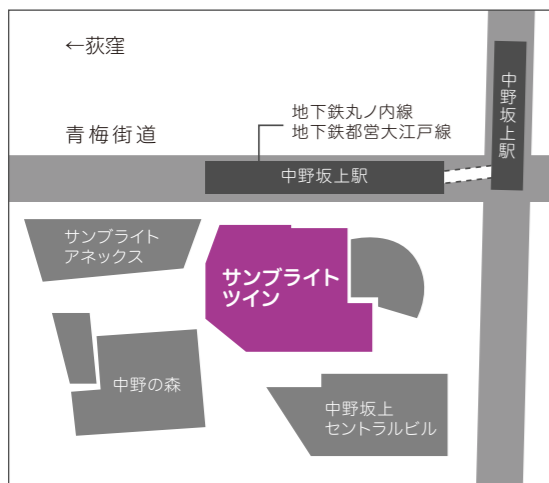 ←荻窪
中野坂上駅
地下鉄丸ノ内線
地下鉄都営大江戸線
青梅街道
中野坂上駅
サンブライト
アネックス
サンブライト
ツイン
中野の森
中野坂上
セントラルビル